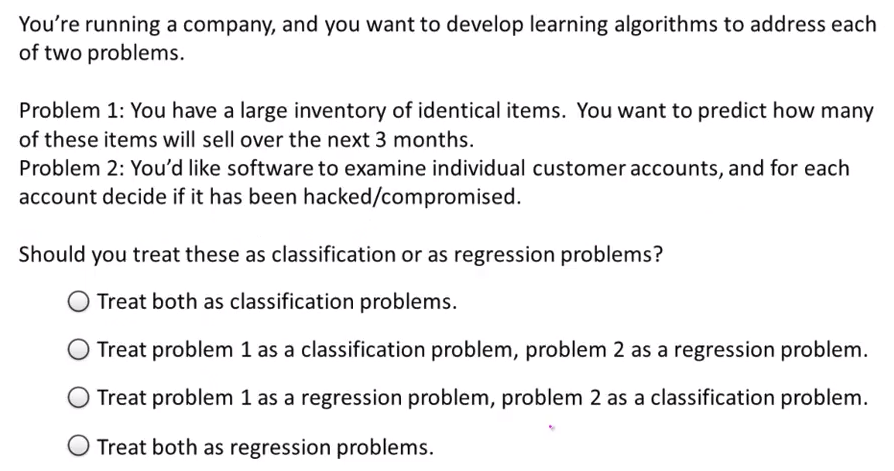 You're running a company, and you want to develop learning algorithms to address each
of two problems.
Problem 1: You have a large inventory of identical items. You want to predict how many
of these items will sell over the next 3 months.
Problem 2: You'd like software to examine individual customer accounts, and for each
account decide if it has been hacked/compromised.
Should you treat these as classification or as regression problems?
Treat both as classification problems.
Treat problem 1 as a classification problem, problem 2 as a regression problem.
Treat problem 1 as a regression problem, problem 2 as a classification problem.
Treat both as regression problems.